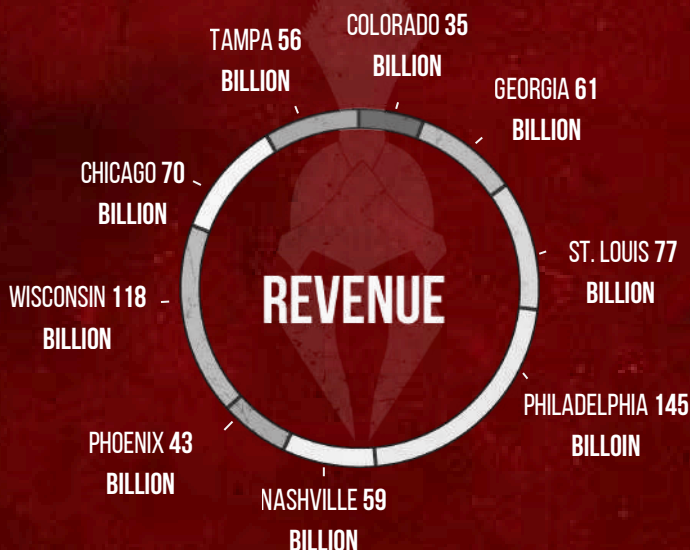 COLORADO 35
BILLION
GEORGIA 61
BILLION
ST. LOUIS 77
BILLION
PHILADELPHIA 145
BILLOIN
NASHVILLE 59
BILLION
PHOENIX 43
BILLION
WISCONSIN 118
BILLION
CHICAGO 70
BILLION
TAMPA 56
BILLION
REVENUE